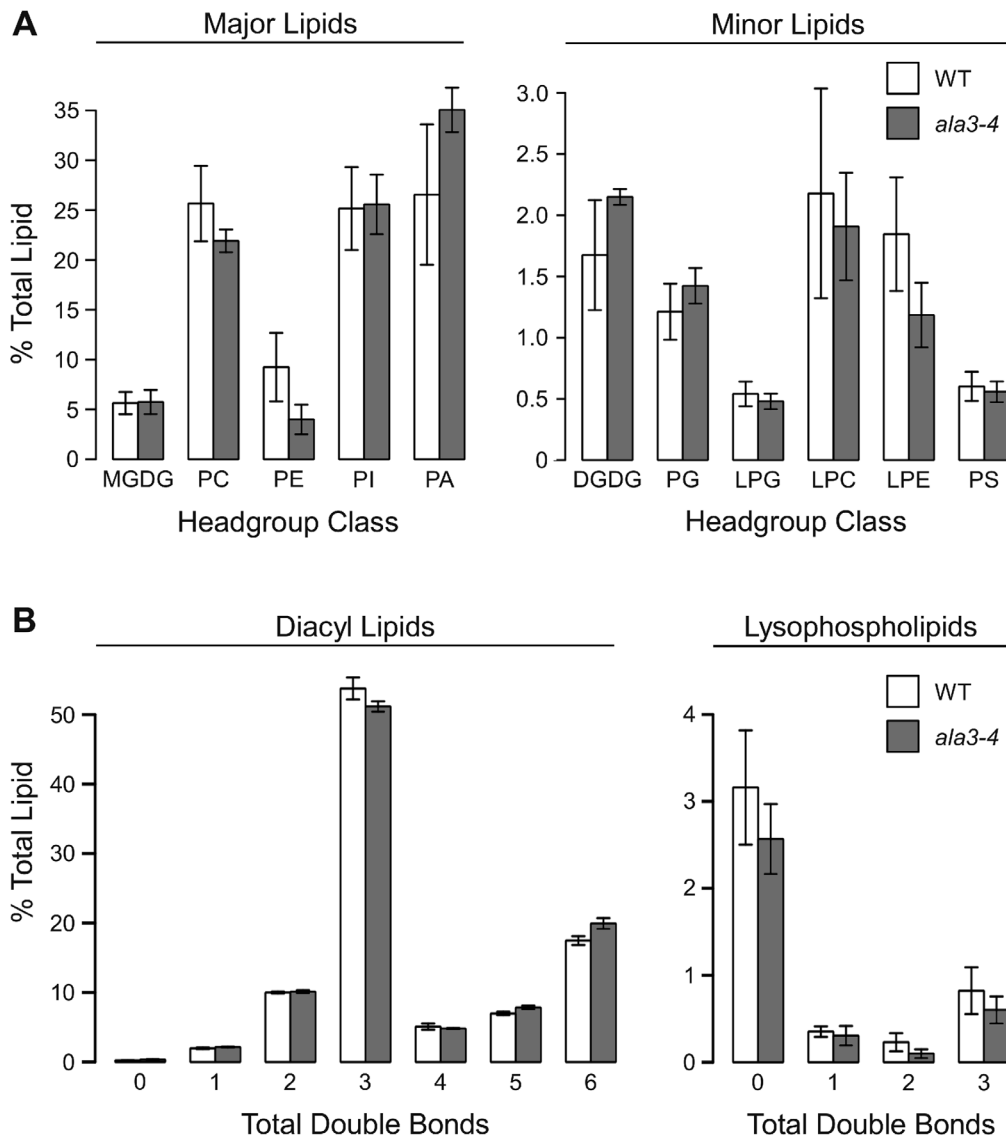 A
Major Lipids
Minor Lipids
WT
ala3-4
% Total Lipid
35
30
25
20
15
10
5
0
MGDG PC PE PI PA
Headgroup Class
3.0
2.5
2.0
1.5
1.0
0.5
0
DGDG PG LPG LPC LPE PS
Headgroup Class
B
Diacyl Lipids
Lysophospholipids
WT
ala3-4
% Total Lipid
50
40
30
20
10
0
0 1 2 3 4 5 6
Total Double Bonds
4
3
2
1
0
0 1 2 3
Total Double Bonds